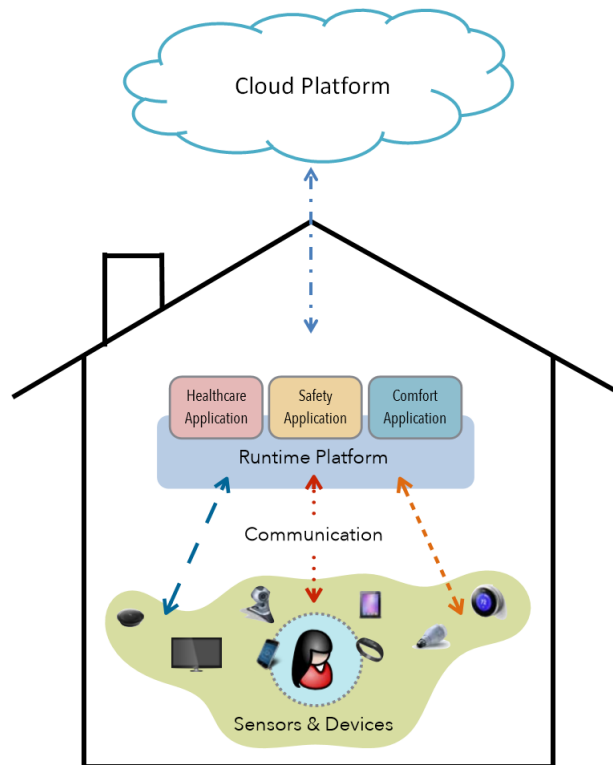 Cloud Platform
Healthcare
Application
Safety
Application
Comfort
Application
Runtime Platform
Communication
Sensors & Devices